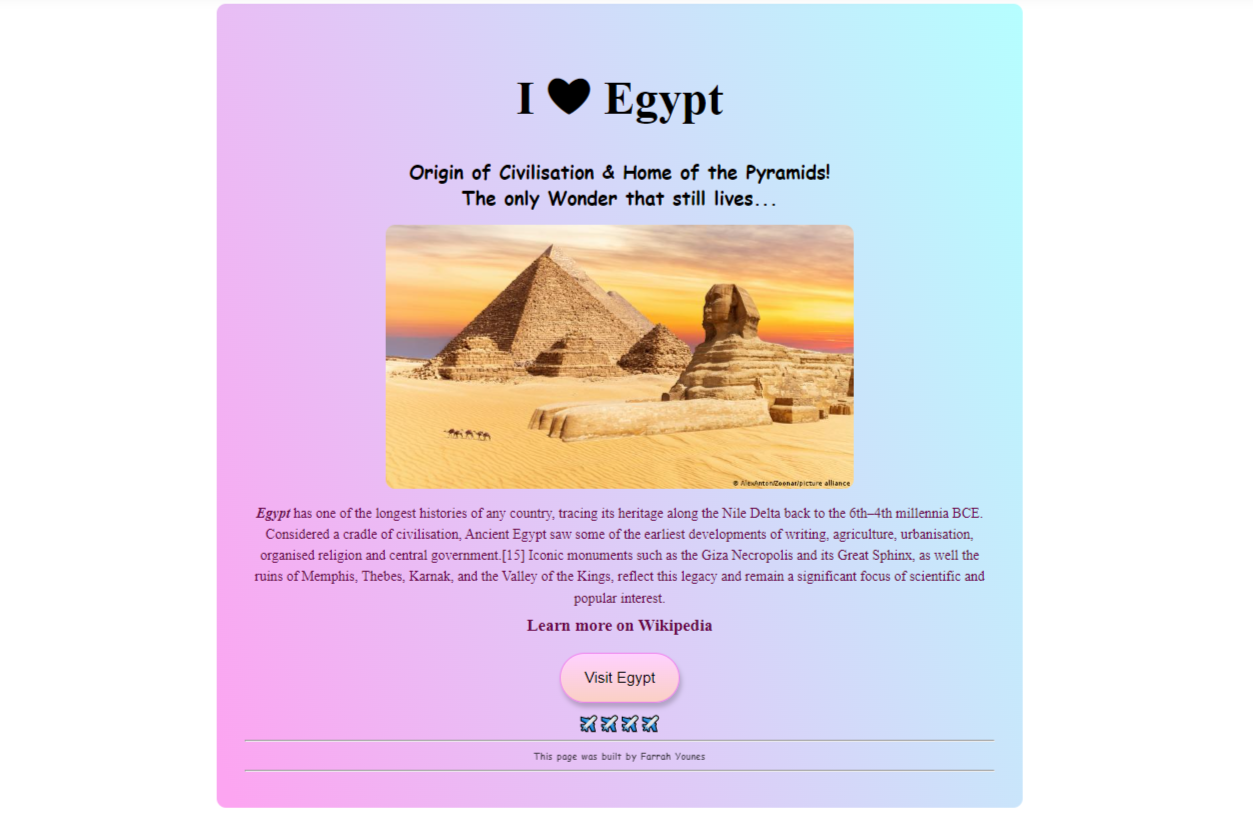 I 🖤 Egypt
Origin of Civilisation & Home of the Pyramids!
The only Wonder that still lives...
© AlexAnton/Zoonar/picture alliance
Egypt has one of the longest histories of any country, tracing its heritage along the Nile Delta back to the 6th–4th millennia BCE.
Considered a cradle of civilisation, Ancient Egypt saw some of the earliest developments of writing, agriculture, urbanisation,
organised religion and central government.[15] Iconic monuments such as the Giza Necropolis and its Great Sphinx, as well the
ruins of Memphis, Thebes, Karnak, and the Valley of the Kings, reflect this legacy and remain a significant focus of scientific and
popular interest.
Learn more on Wikipedia
Visit Egypt
✈️✈️✈️✈️
This page was built by Farrah Younes